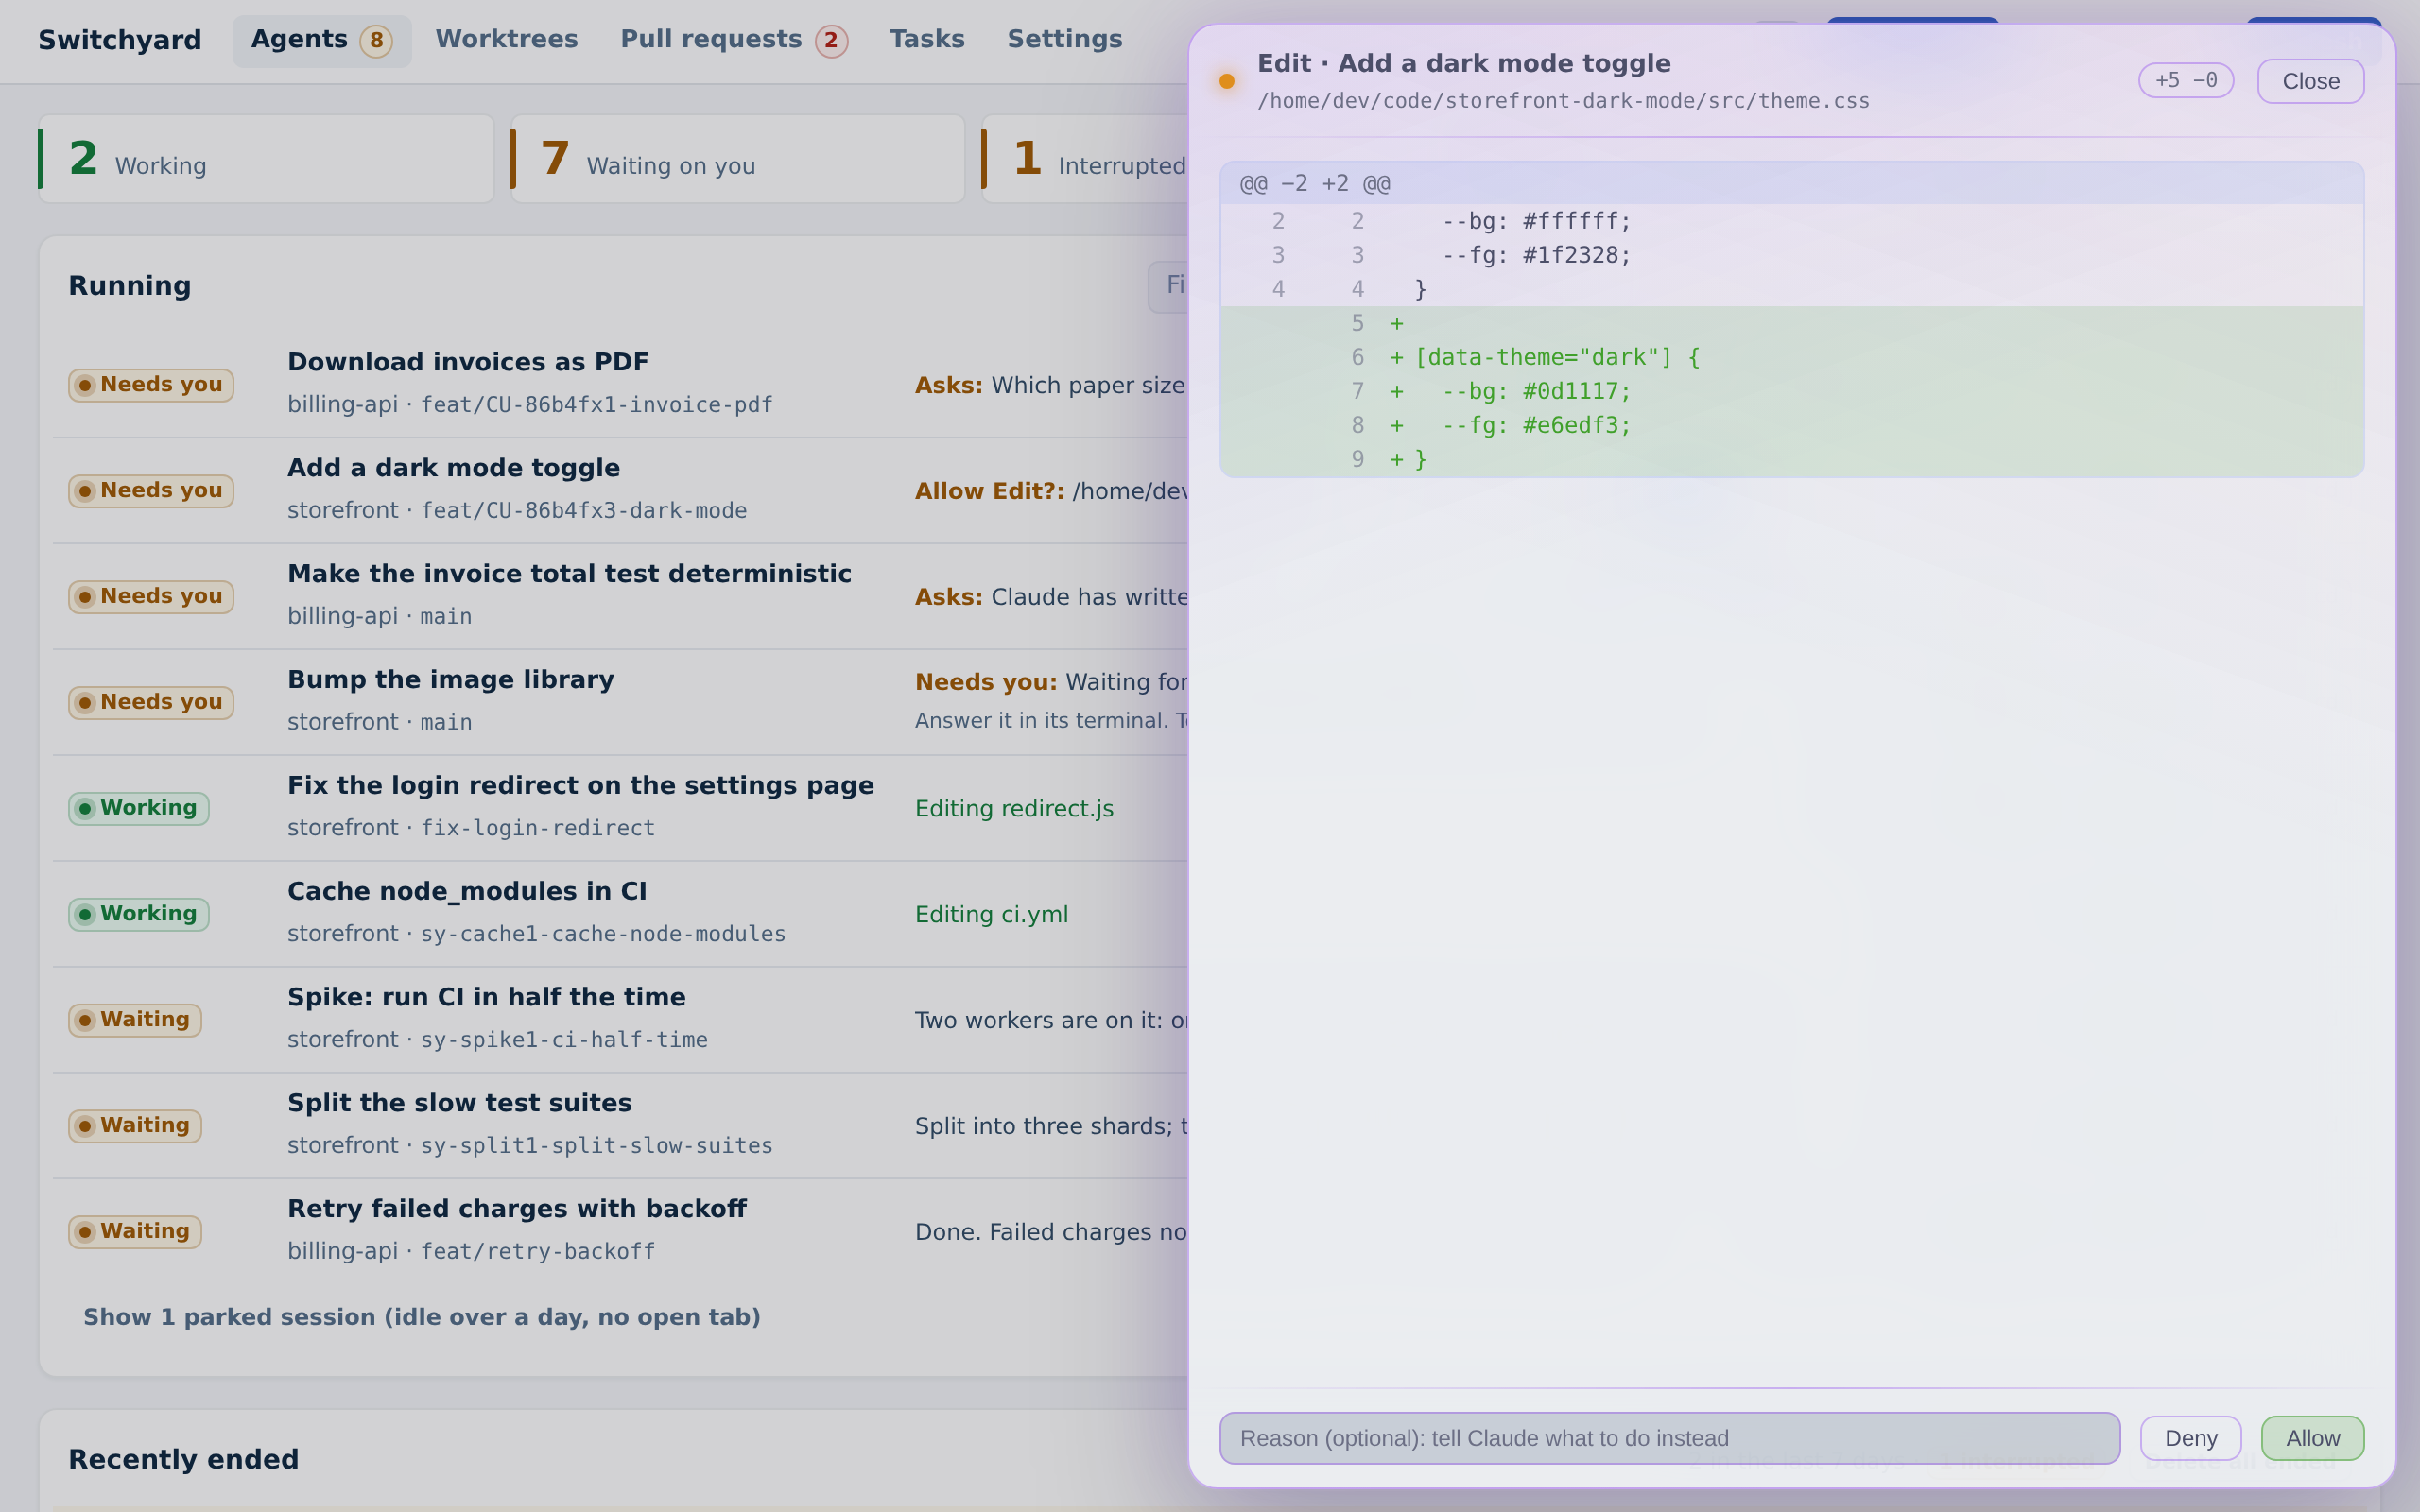 Switchyard Agents 8 Worktrees Pull requests 2 Tasks Settings
2 Working
7 Waiting on you
1 Interrupted
Running
Fi
Needs you
Download invoices as PDF
billing-api · feat/CU-86b4fx1-invoice-pdf
Asks: Which paper size
Needs you
Add a dark mode toggle
storefront · feat/CU-86b4fx3-dark-mode
Allow Edit?: /home/dev
Needs you
Make the invoice total test deterministic
billing-api · main
Asks: Claude has writte
Needs you
Bump the image library
storefront · main
Needs you: Waiting for
Answer it in its terminal. T
Working
Fix the login redirect on the settings page
storefront · fix-login-redirect
Editing redirect.js
Working
Cache node_modules in CI
storefront · sy-cache1-cache-node-modules
Editing ci.yml
Waiting
Spike: run CI in half the time
storefront · sy-spike1-ci-half-time
Two workers are on it: o
Waiting
Split the slow test suites
storefront · sy-split1-split-slow-suites
Split into three shards; t
Waiting
Retry failed charges with backoff
billing-api · feat/retry-backoff
Done. Failed charges no
Show 1 parked session (idle over a day, no open tab)
Recently ended
Edit · Add a dark mode toggle
/home/dev/code/storefront-dark-mode/src/theme.css
+5 −0
Close
@@ −2 +2 @@
2 2 --bg: #ffffff;
3 3 --fg: #1f2328;
4 4 }
5 +
6 + [data-theme="dark"] {
7 + --bg: #0d1117;
8 + --fg: #e6edf3;
9 + }
Reason (optional): tell Claude what to do instead
Deny
Allow
Delete all ended